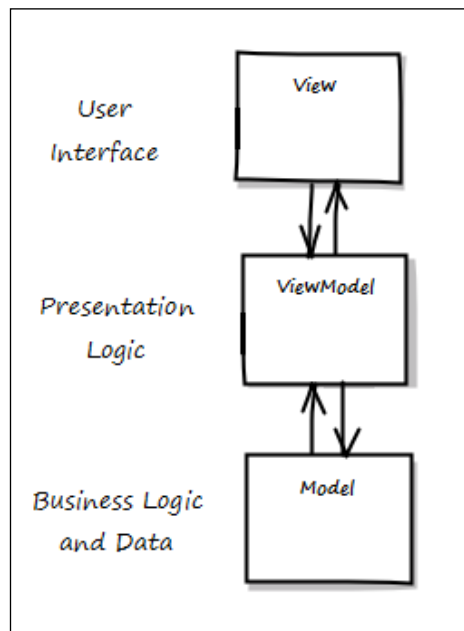 View
User
Interface
ViewModel
Presentation
Logic
Model
Business Logic
and Data